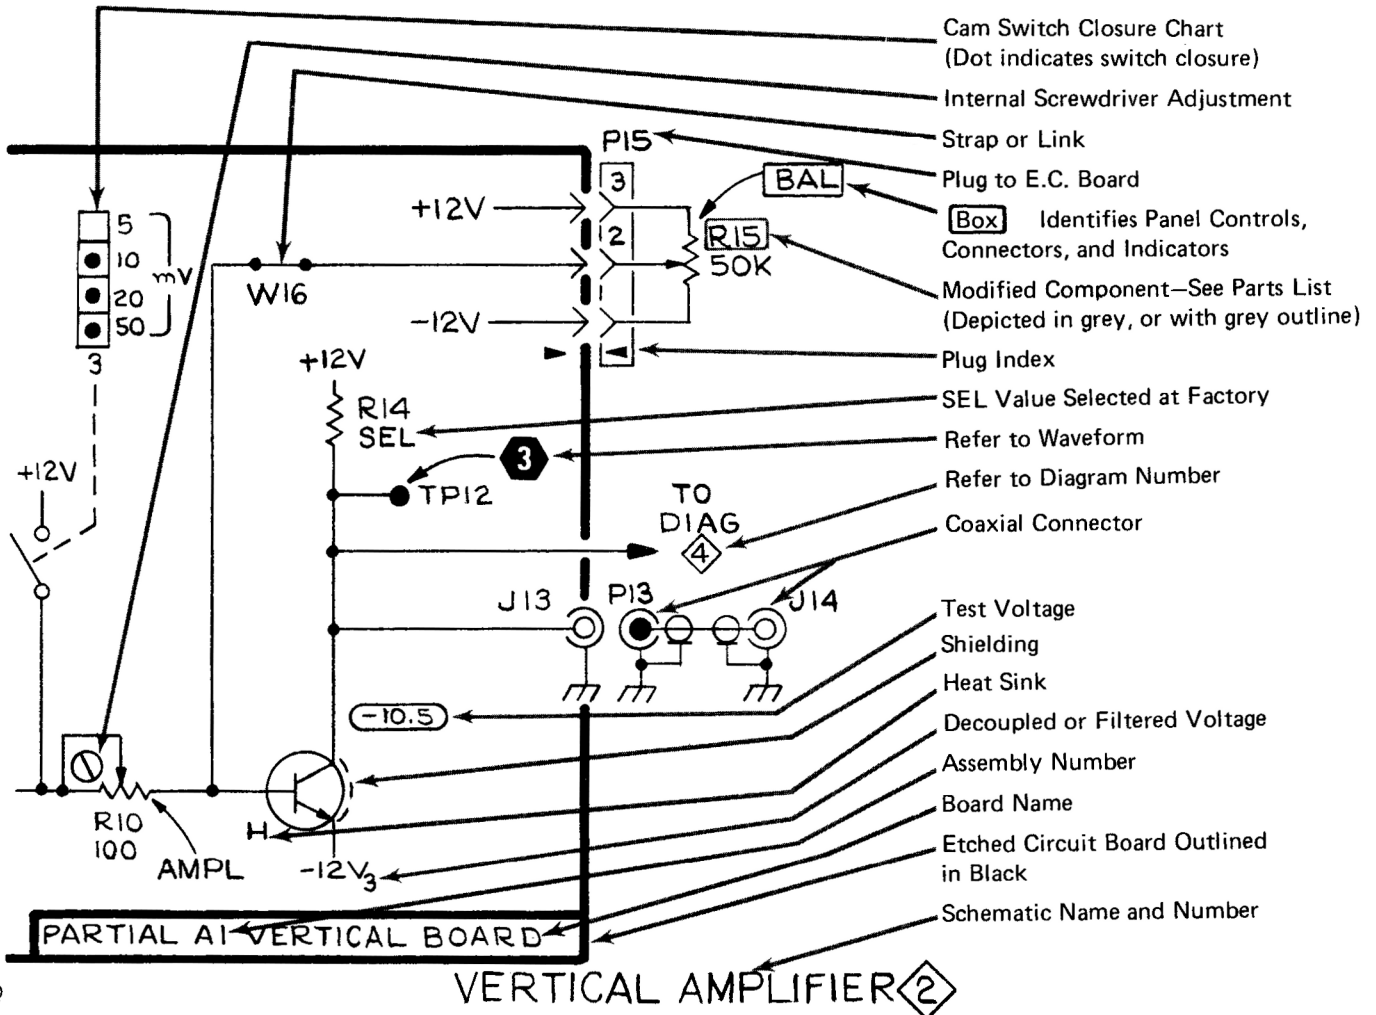 Cam Switch Closure Chart
(Dot indicates switch closure)
Internal Screwdriver Adjustment
Strap or Link
Plug to E.C. Board
Box Identifies Panel Controls,
Connectors, and Indicators
Modified Component—See Parts List
(Depicted in grey, or with grey outline)
Plug Index
SEL Value Selected at Factory
Refer to Waveform
Refer to Diagram Number
Coaxial Connector
Test Voltage
Shielding
Heat Sink
Decoupled or Filtered Voltage
Assembly Number
Board Name
Etched Circuit Board Outlined
in Black
Schematic Name and Number
P15
3
BAL
+12V
2
R15
50K
-12V
5
10
20
50
mV
3
W16
+12V
R14
SEL
3
TP12
+12V
TO
DIAG
4
J13
P13
J14
-10.5
R10
100
AMPL
H
-12V3
PARTIAL A1 VERTICAL BOARD
VERTICAL AMPLIFIER 2